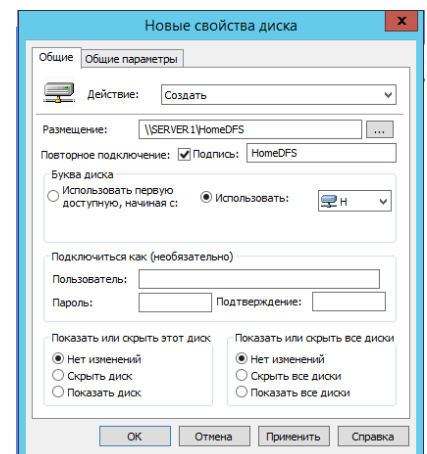 Новые свойства диска
x
Общие Общие параметры
Действие: Создать
Размещение: \\SERVER1\HomeDFS ...
Повторное подключение: Подпись: HomeDFS
Буква диска
Использовать первую
доступную, начиная с:
Использовать: H
Подключиться как (необязательно)
Пользователь:
Пароль: Подтверждение:
Показать или скрыть этот диск
Нет изменений
Скрыть диск
Показать диск
Показать или скрыть все диски
Нет изменений
Скрыть все диски
Показать все диски
ОК Отмена Применить Справка